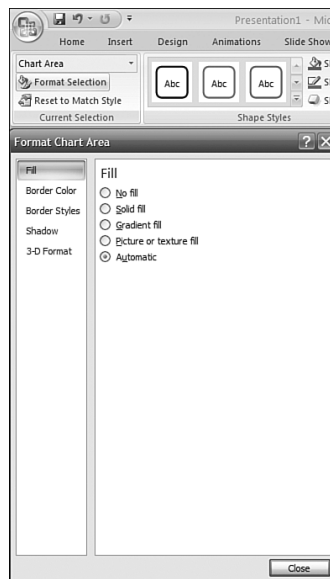 Presentation1 - Mic
Home Insert Design Animations Slide Show
Chart Area
Format Selection
Reset to Match Style
Current Selection
Abc Abc Abc
Shape Styles
Format Chart Area
Fill
Border Color
Border Styles
Shadow
3-D Format
Fill
No fill
Solid fill
Gradient fill
Picture or texture fill
Automatic
Close